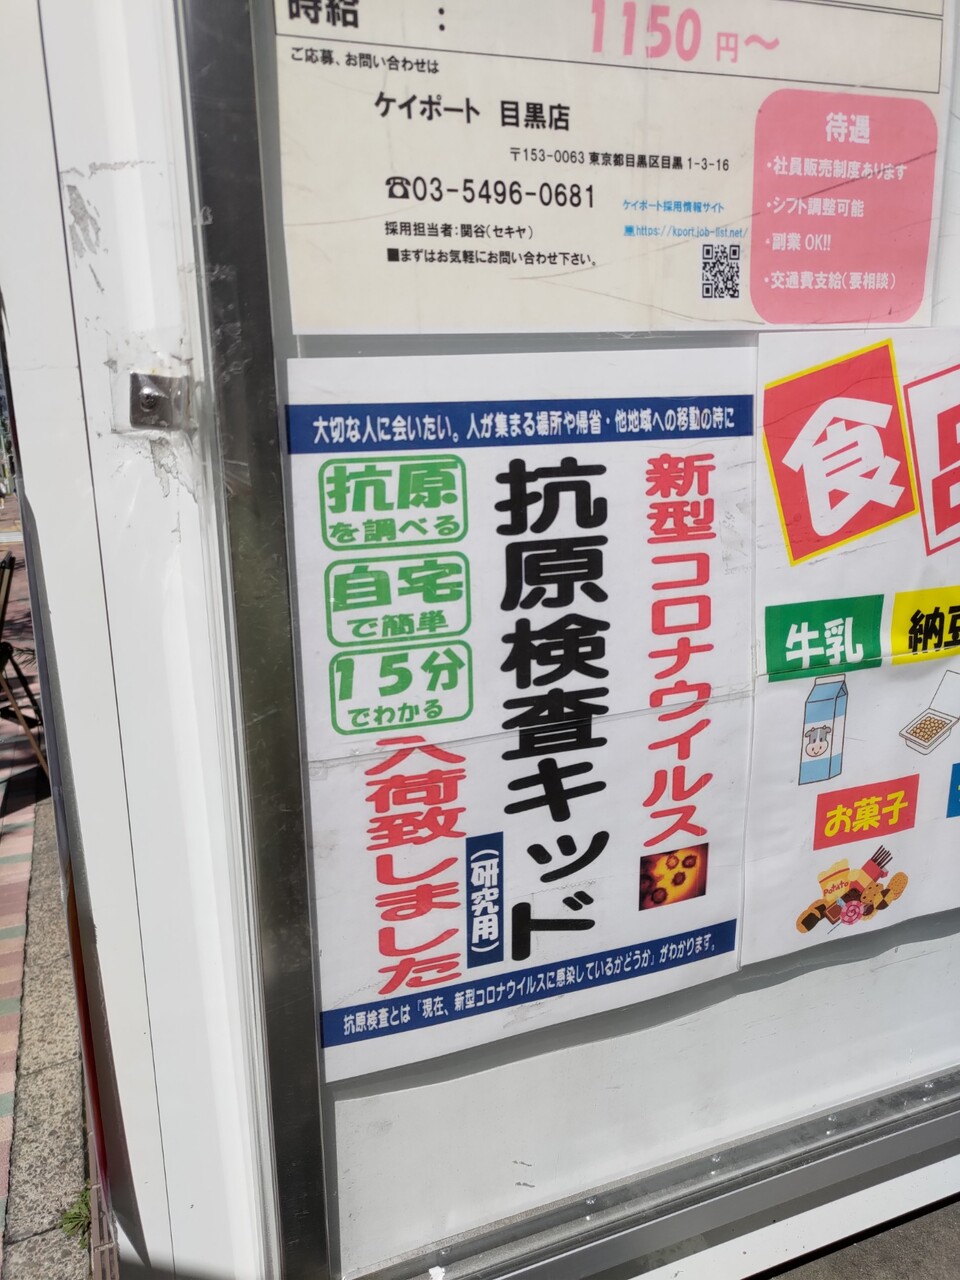 時給 : 1150円〜
ご応募、お問い合わせは
ケイポート 目黒店
〒153-0063 東京都目黒区目黒 1-3-16
☎03-5496-0681
採用担当者:関谷(セキヤ)
■まずはお気軽にお問い合わせ下さい。
ケイポート採用情報サイト
https://kport.job-list.net/
待遇
・社員販売制度あります
・シフト調整可能
・副業 OK!!
・交通費支給(要相談)
大切な人に会いたい。人が集まる場所や帰省・他地域への移動の時に
新型コロナウイルス
抗原検査キッド
(研究用)
抗原
を調べる
自宅
で簡単
15分
でわかる
入荷致しました
抗原検査とは「現在、新型コロナウイルスに感染しているかどうか」がわかります。
食
牛乳
納豆
お菓子
Potato